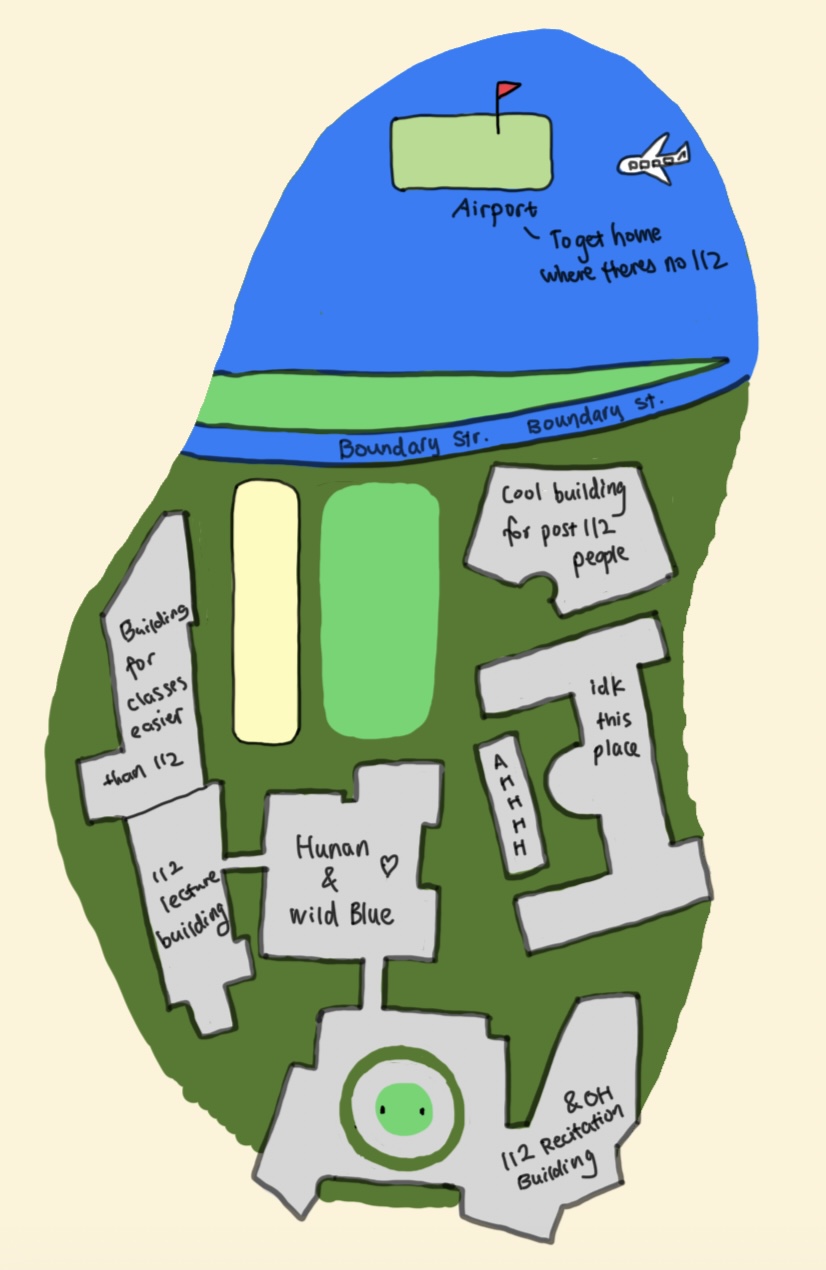 Airport
To get home
where theres no 112
Boundary Str.
Boundary St.
Cool building
for post 112
people
Building
for
classes
easier
than 112
idk
this
place
AHHHH
Hunan
&
wild Blue
112
lecture
building
& OH
112 Recitation
Building